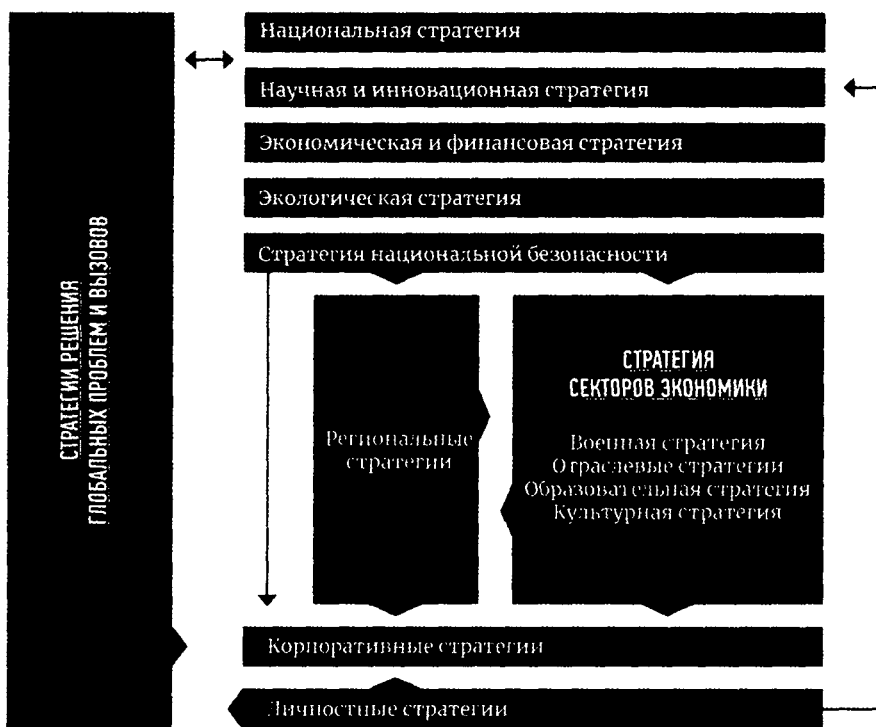 СТРАТЕГИИ РЕШЕНИЯ
ГЛОБАЛЬНЫХ ПРОБЛЕМ И ВЫЗОВОВ
Национальная стратегия
Научная и инновационная стратегия
Экономическая и финансовая стратегия
Экологическая стратегия
Стратегия национальной безопасности
Региональные
стратегии
СТРАТЕГИЯ
СЕКТОРОВ ЭКОНОМИКИ
Военная стратегия
Отраслевые стратегии
Образовательная стратегия
Культурная стратегия
Корпоративные стратегии
Личностные стратегии